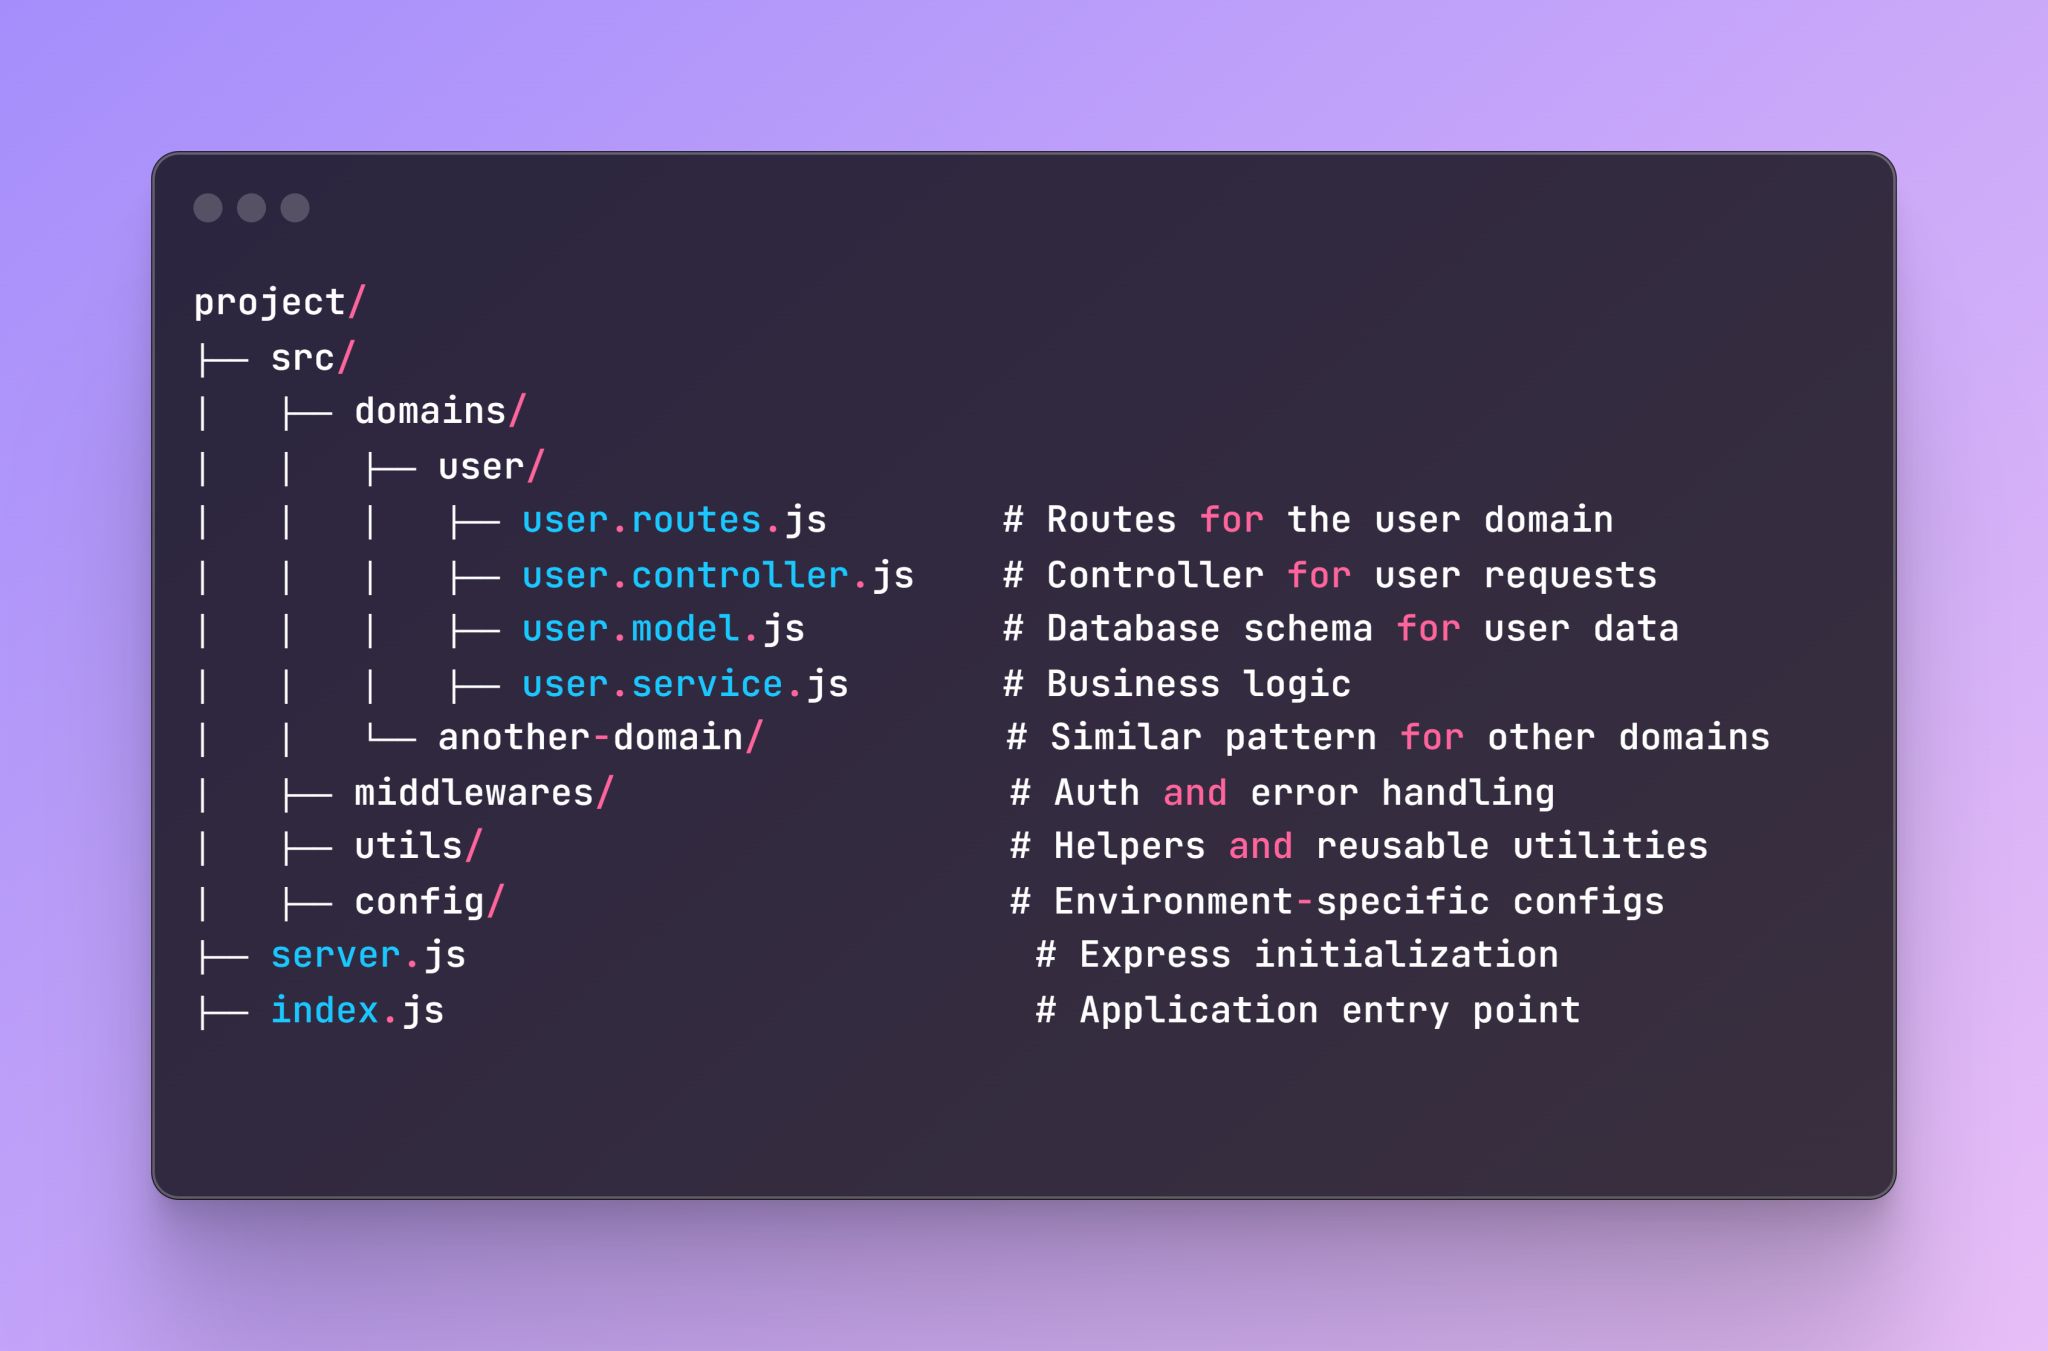 project/
├── src/
│   ├── domains/
│   │   ├── user/
│   │   │   ├── user.routes.js        # Routes for the user domain
│   │   │   ├── user.controller.js    # Controller for user requests
│   │   │   ├── user.model.js         # Database schema for user data
│   │   │   ├── user.service.js       # Business logic
│   │   └── another-domain/           # Similar pattern for other domains
│   ├── middlewares/                  # Auth and error handling
│   ├── utils/                        # Helpers and reusable utilities
│   ├── config/                       # Environment-specific configs
├── server.js                          # Express initialization
├── index.js                           # Application entry point